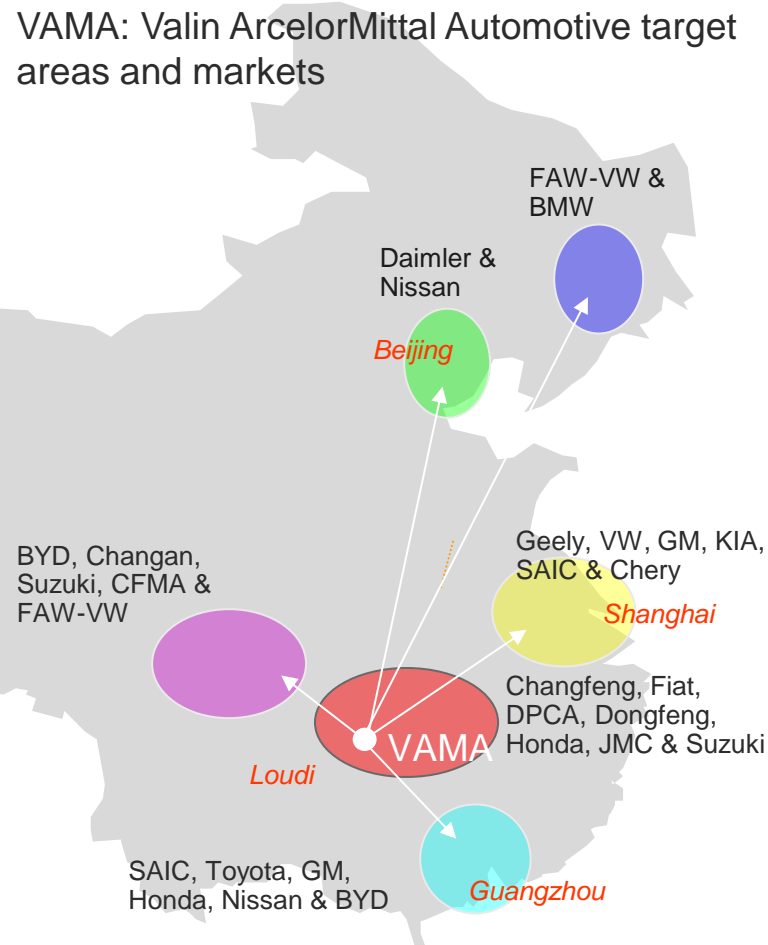 VAMA: Valin ArcelorMittal Automotive target
areas and markets
FAW-VW &
BMW
Daimler &
Nissan
Beijing
Geely, VW, GM, KIA,
SAIC & Chery
BYD, Changan,
Suzuki, CFMA &
FAW-VW
Shanghai
Changfeng, Fiat,
DPCA, Dongfeng,
Honda, JMC & Suzuki
VAMA
Loudi
SAIC, Toyota, GM,
Honda, Nissan & BYD
Guangzhou